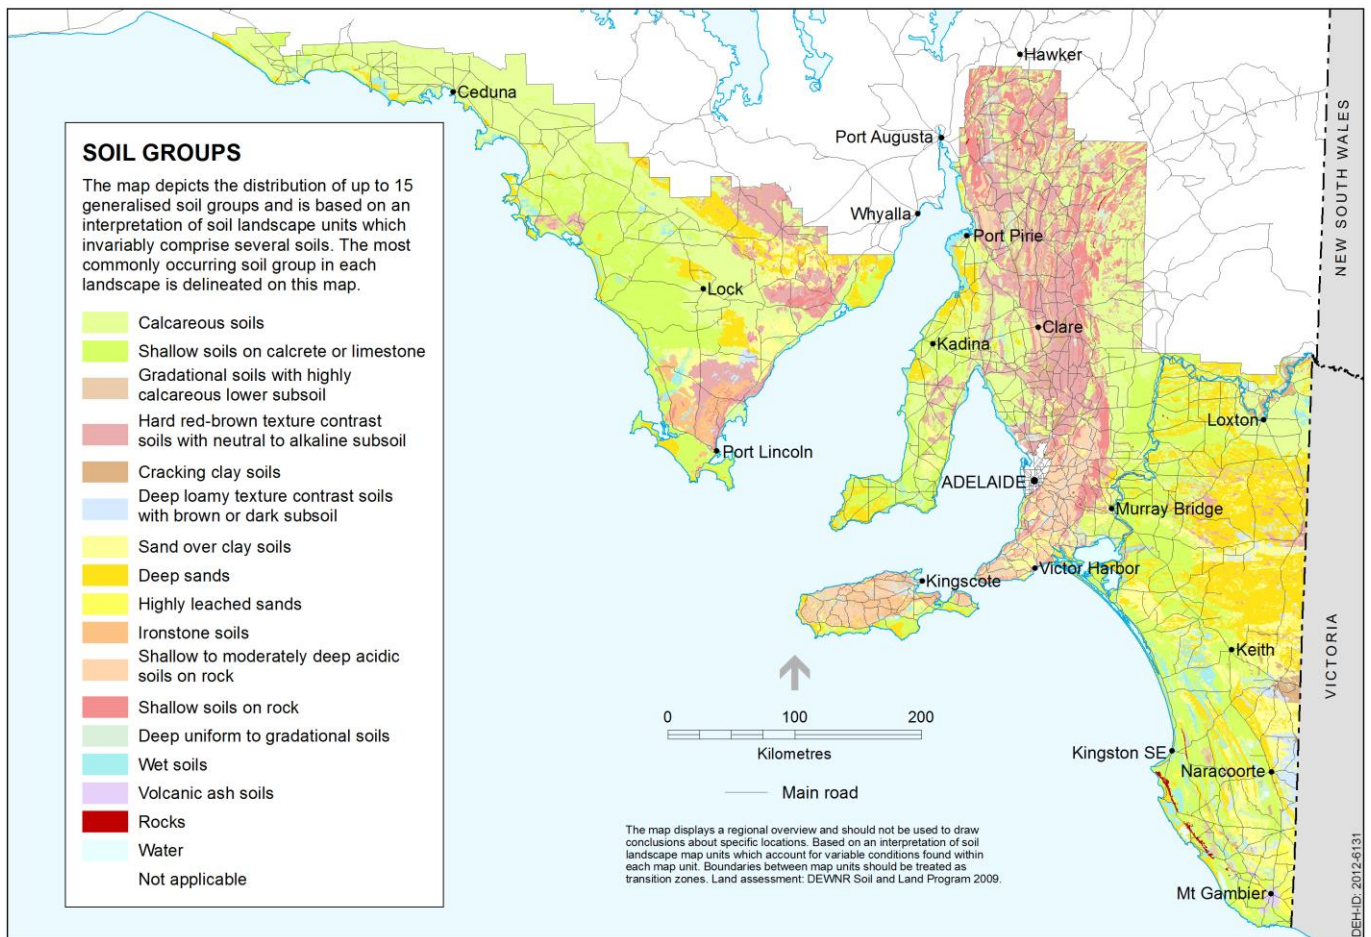 SOIL GROUPS
The map depicts the distribution of up to 15
generalised soil groups and is based on an
interpretation of soil landscape units which
invariably comprise several soils. The most
commonly occurring soil group in each
landscape is delineated on this map.
Calcareous soils
Shallow soils on calcrete or limestone
Gradational soils with highly
calcareous lower subsoil
Hard red-brown texture contrast
soils with neutral to alkaline subsoil
Cracking clay soils
Deep loamy texture contrast soils
with brown or dark subsoil
Sand over clay soils
Deep sands
Highly leached sands
Ironstone soils
Shallow to moderately deep acidic
soils on rock
Shallow soils on rock
Deep uniform to gradational soils
Wet soils
Volcanic ash soils
Rocks
Water
Not applicable
Hawker
Ceduna
Port Augusta
Whyalla
Port Pirie
Lock
Clare
Kadina
Loxton
Port Lincoln
ADELAIDE
Murray Bridge
Victor Harbor
Kingscote
Keith
Kingston SE
Naracoorte
Mt Gambier
NEW SOUTH WALES
VICTORIA
0 100 200
Kilometres
Main road
The map displays a regional overview and should not be used to draw
conclusions about specific locations. Based on an interpretation of soil
landscape map units which account for variable conditions found within
each map unit. Boundaries between map units should be treated as
transition zones. Land assessment: DEWNR Soil and Land Program 2009.
DEH-ID: 2012-6131